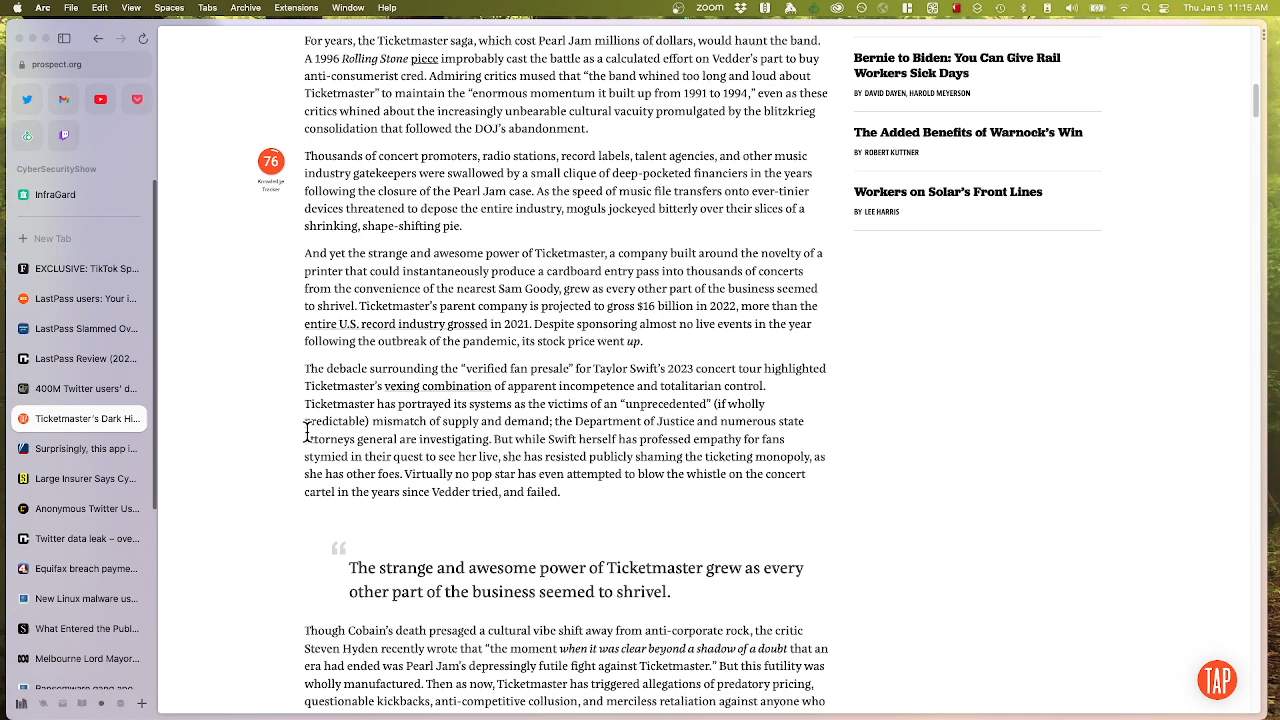 Arc
File
Edit
View
Spaces
Tabs
Archive
Extensions
Window
Help
prospect.org
CyberSecurityShow
New Tab
EXCLUSIVE: TikTok S...
LastPass users: Your i...
LastPass Slammed Ov...
LastPass breach (202...
400M Twitter users' d...
Ticketmaster's Dark Hi...
Large Insurer Says Cy...
Twitter data leak – ove...
Equifax breach payme...
New Linux malware us...
What Entered the Pu...
Melbourne Lord Mayo...
76
Knowledge
Tracker
For years, the Ticketmaster saga, which cost Pearl Jam millions of dollars, would haunt the band.
A 1996 Rolling Stone piece improbably cast the battle as a calculated effort on Vedder's part to buy
anti-consumerist cred. Admiring critics mused that “the band whined too long and loud about
Ticketmaster” to maintain the “enormous momentum it built up from 1991 to 1994,” even as these
critics whined about the increasingly unbearable cultural vacuity promulgated by the blitzkrieg
consolidation that followed the DOJ's abandonment.
Thousands of concert promoters, radio stations, record labels, talent agencies, and other music
industry gatekeepers were swallowed by a small clique of deep-pocketed financiers in the years
following the closure of the Pearl Jam case. As the speed of music file transfers onto ever-tinier
devices threatened to depose the entire industry, moguls jockeyed bitterly over their slices of a
shrinking, shape-shifting pie.
And yet the strange and awesome power of Ticketmaster, a company built around the novelty of a
printer that could instantaneously produce a cardboard entry pass into thousands of concerts
from the convenience of the nearest Sam Goody, grew as every other part of the business seemed
to shrivel. Ticketmaster's parent company is projected to gross $16 billion in 2022, more than the
entire U.S. record industry grossed in 2021. Despite sponsoring almost no live events in the year
following the outbreak of the pandemic, its stock price went up.
The debacle surrounding the “verified fan presale” for Taylor Swift's 2023 concert tour highlighted
Ticketmaster's vexing combination of apparent incompetence and totalitarian control.
Ticketmaster has portrayed its systems as the victims of an “unprecedented” (if wholly
predictable) mismatch of supply and demand; the Department of Justice and numerous state
attorneys general are investigating. But while Swift herself has professed empathy for fans
stymied in their quest to see her live, she has resisted publicly shaming the ticketing monopoly, as
she has other foes. Virtually no pop star has even attempted to blow the whistle on the concert
cartel in the years since Vedder tried, and failed.
“
The strange and awesome power of Ticketmaster grew as every
other part of the business seemed to shrivel.
Though Cobain's death presaged a cultural vibe shift away from anti-corporate rock, the critic
Steven Hyden recently wrote that “the moment when it was clear beyond a shadow of a doubt that an
era had ended was Pearl Jam's depressingly futile fight against Ticketmaster.” But this futility was
wholly manufactured. Then as now, Ticketmaster has triggered allegations of predatory pricing,
questionable kickbacks, anti-competitive collusion, and merciless retaliation against anyone who
Bernie to Biden: You Can Give Rail
Workers Sick Days
BY DAVID DAYEN, HAROLD MEYERSON
The Added Benefits of Warnock's Win
BY ROBERT KUTTNER
Workers on Solar's Front Lines
BY LEE HARRIS
TAP